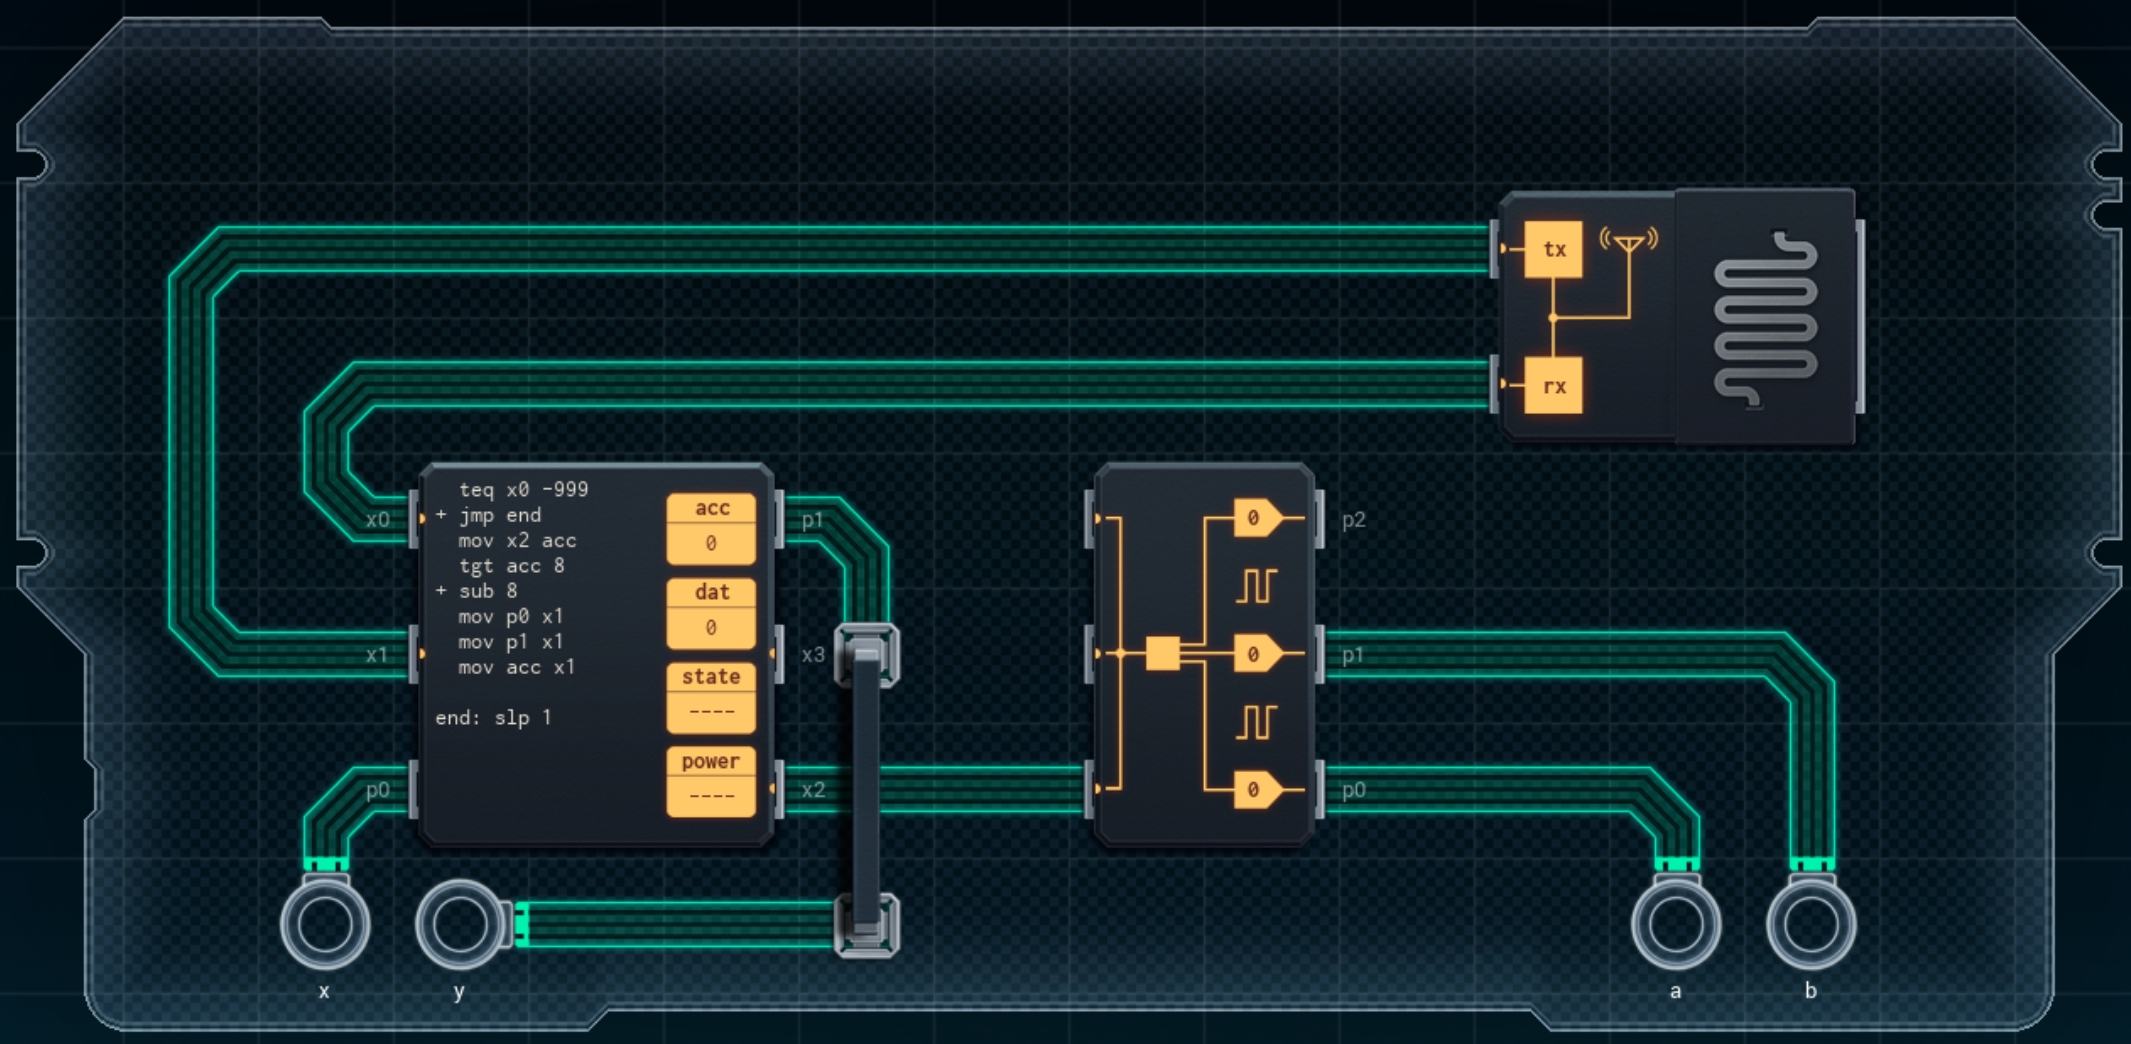 tx
rx
x0
x1
p0
teq x0 -999
+ jmp end
mov x2 acc
tgt acc 8
+ sub 8
mov p0 x1
mov p1 x1
mov acc x1
end: slp 1
acc
0
dat
0
state
----
power
----
p1
x3
x2
0
0
0
p2
p1
p0
x
y
a
b